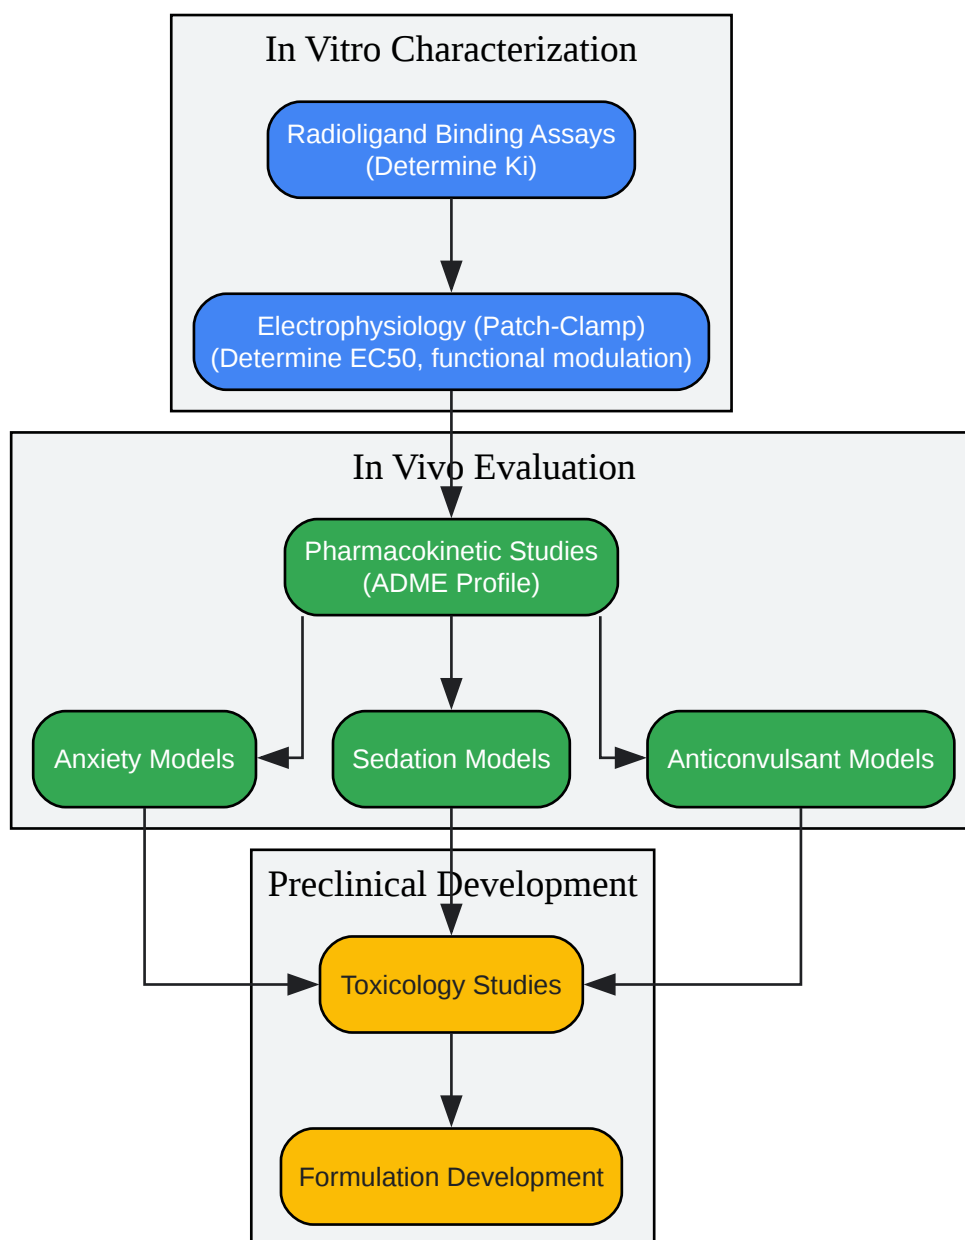 In Vitro Characterization
Radioligand Binding Assays
(Determine Ki)
Electrophysiology (Patch-Clamp)
(Determine EC50, functional modulation)
In Vivo Evaluation
Pharmacokinetic Studies
(ADME Profile)
Anxiety Models
Sedation Models
Anticonvulsant Models
Preclinical Development
Toxicology Studies
Formulation Development